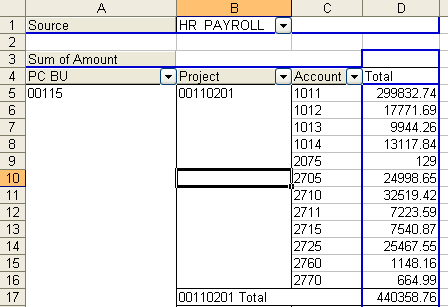 A B C D
1 Source HR PAYROLL
2
3 Sum of Amount
4 PC BU Project Account Total
5 00115 00110201 1011 299832.74
6 1012 17771.69
7 1013 9944.26
8 1014 13117.84
9 2075 129
10 2705 24998.65
11 2710 32519.42
12 2711 7223.59
13 2715 7540.87
14 2725 25467.55
15 2760 1148.16
16 2770 664.99
17 00110201 Total 440358.76